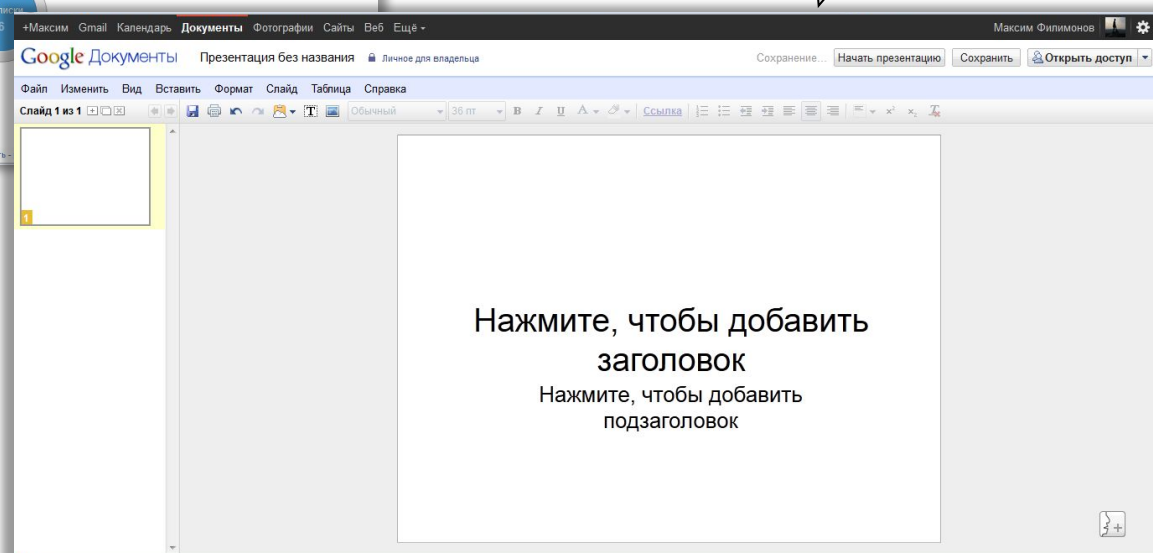 +Максим Gmail Календарь Документы Фотографии Сайты Веб Ещё
Максим Филимонов
Google Документы
Презентация без названия
Личное для владельца
Сохранение...
Начать презентацию
Сохранить
Открыть доступ
Файл Изменить Вид Вставить Формат Слайд Таблица Справка
Слайд 1 из 1
Обычный
36 пт
B I U A
Ссылка
1
Нажмите, чтобы добавить
заголовок
Нажмите, чтобы добавить
подзаголовок